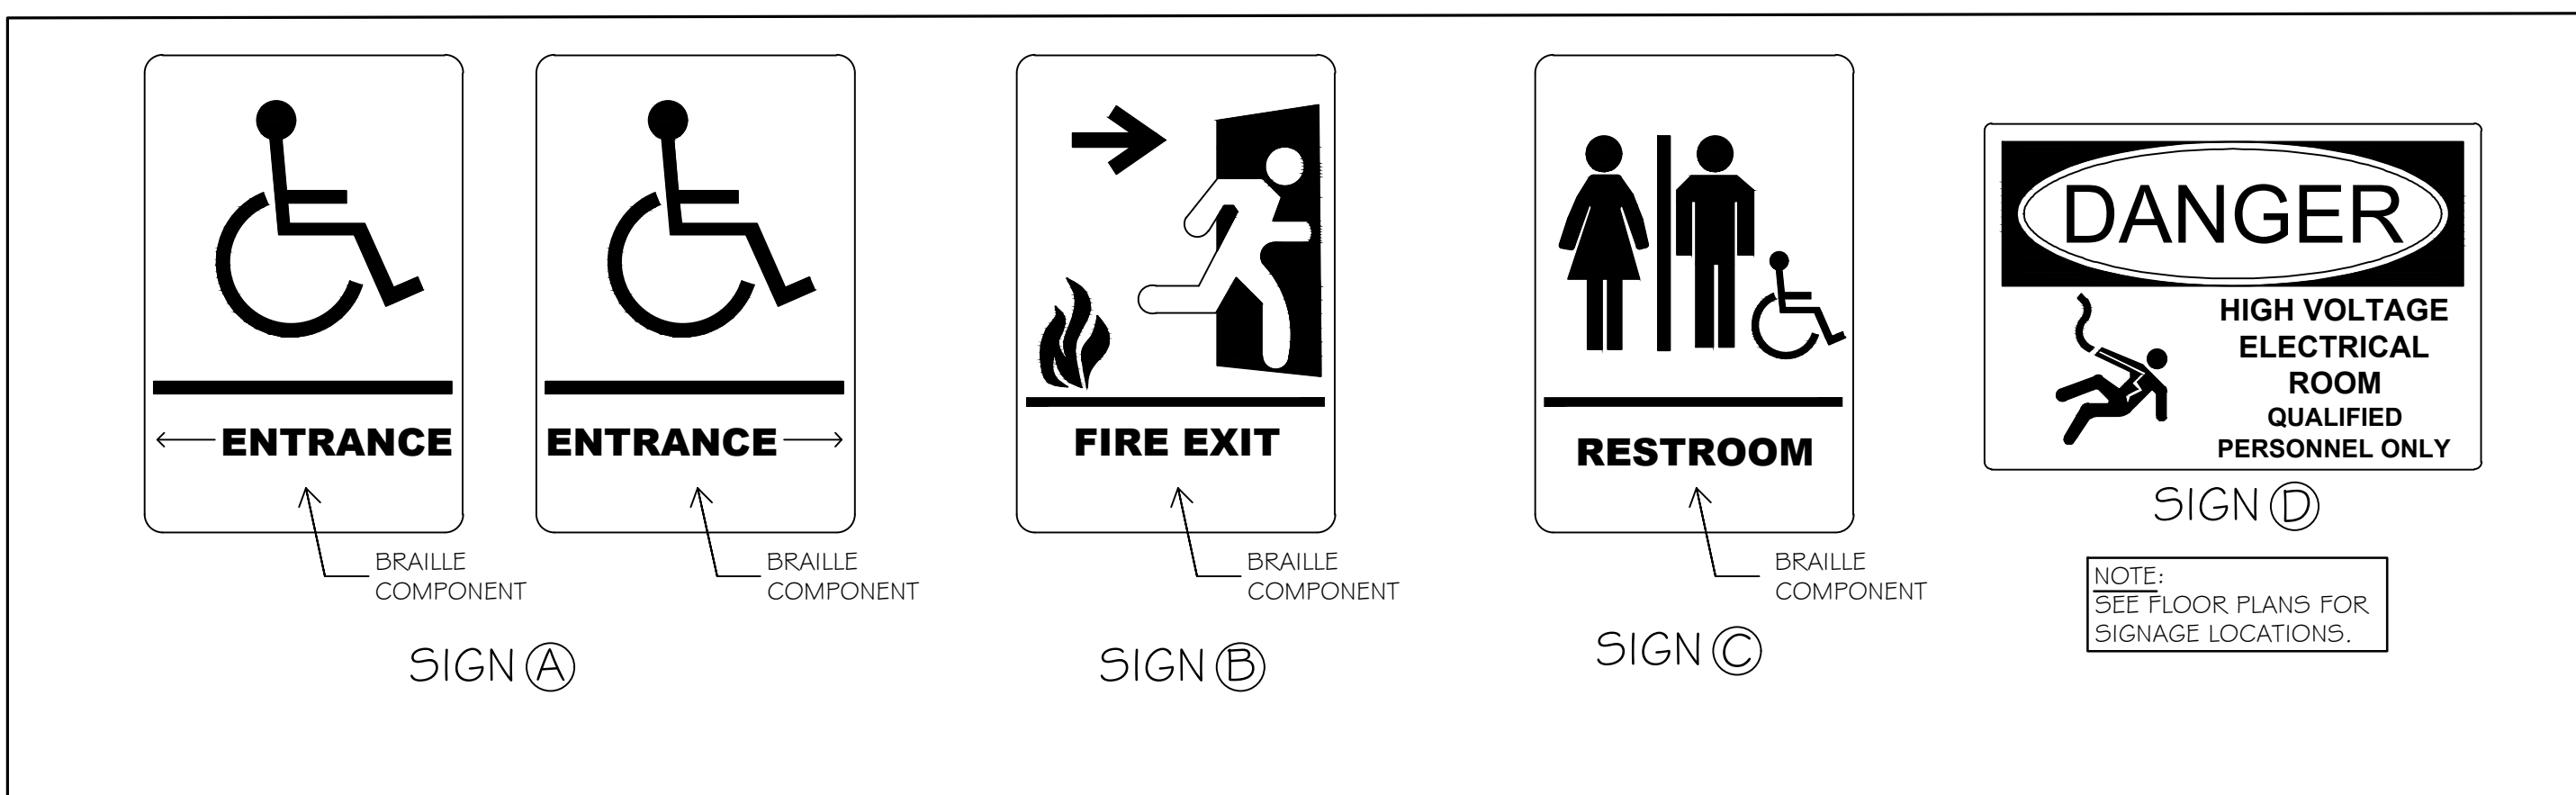 ENTRANCE
BRAILLE
COMPONENT
ENTRANCE
BRAILLE
COMPONENT
SIGN A
FIRE EXIT
BRAILLE
COMPONENT
SIGN B
RESTROOM
BRAILLE
COMPONENT
SIGN C
DANGER
HIGH VOLTAGE
ELECTRICAL
ROOM
QUALIFIED
PERSONNEL ONLY
SIGN D
NOTE:
SEE FLOOR PLANS FOR
SIGNAGE LOCATIONS.